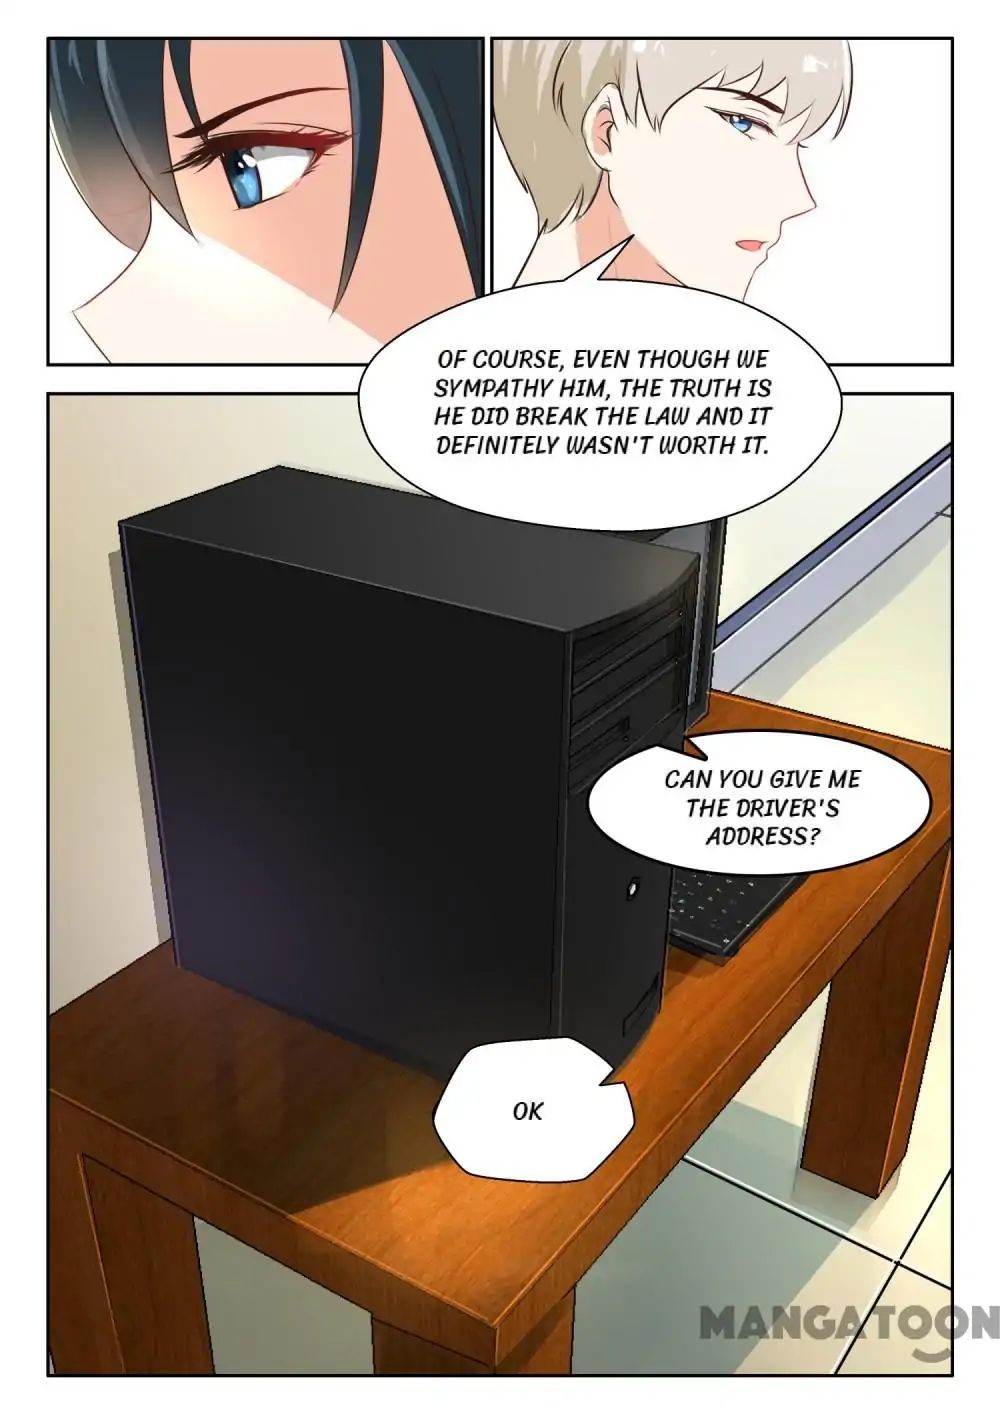 OF COURSE, EVEN THOUGH WE
SYMPATHY HIM, THE TRUTH IS
HE DID BREAK THE LAW AND IT
DEFINITELY WASN'T WORTH IT.
CAN YOU GIVE ME
THE DRIVER'S
ADDRESS?
OK
MANGATOON